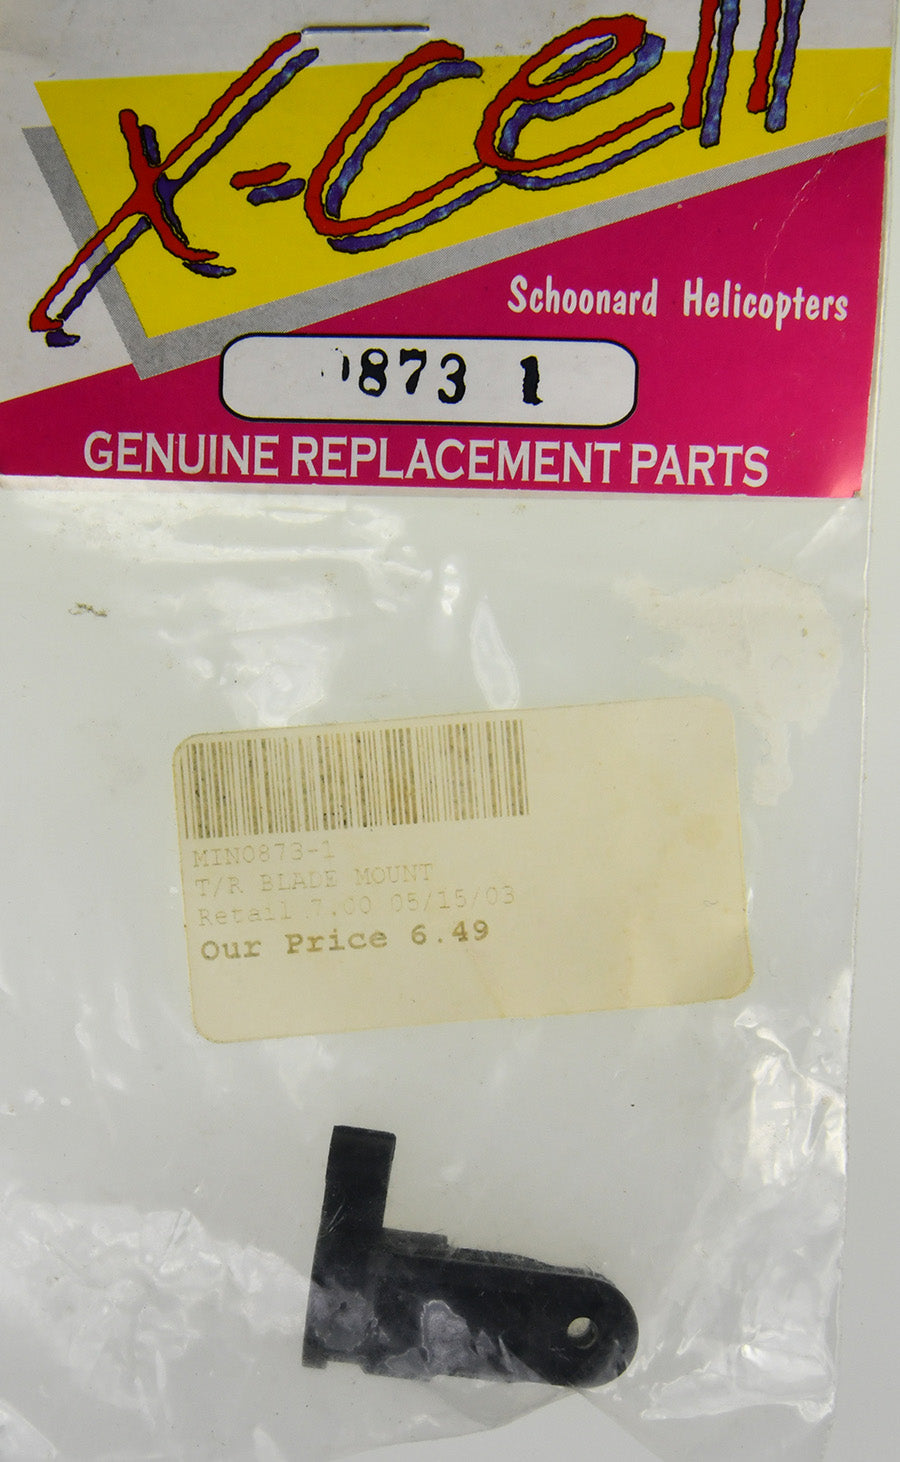 X-Cell
Schoonard Helicopters
0873 1
GENUINE REPLACEMENT PARTS
MIN0873-1
T/R BLADE MOUNT
Retail 7.00 05/15/03
Our Price 6.49